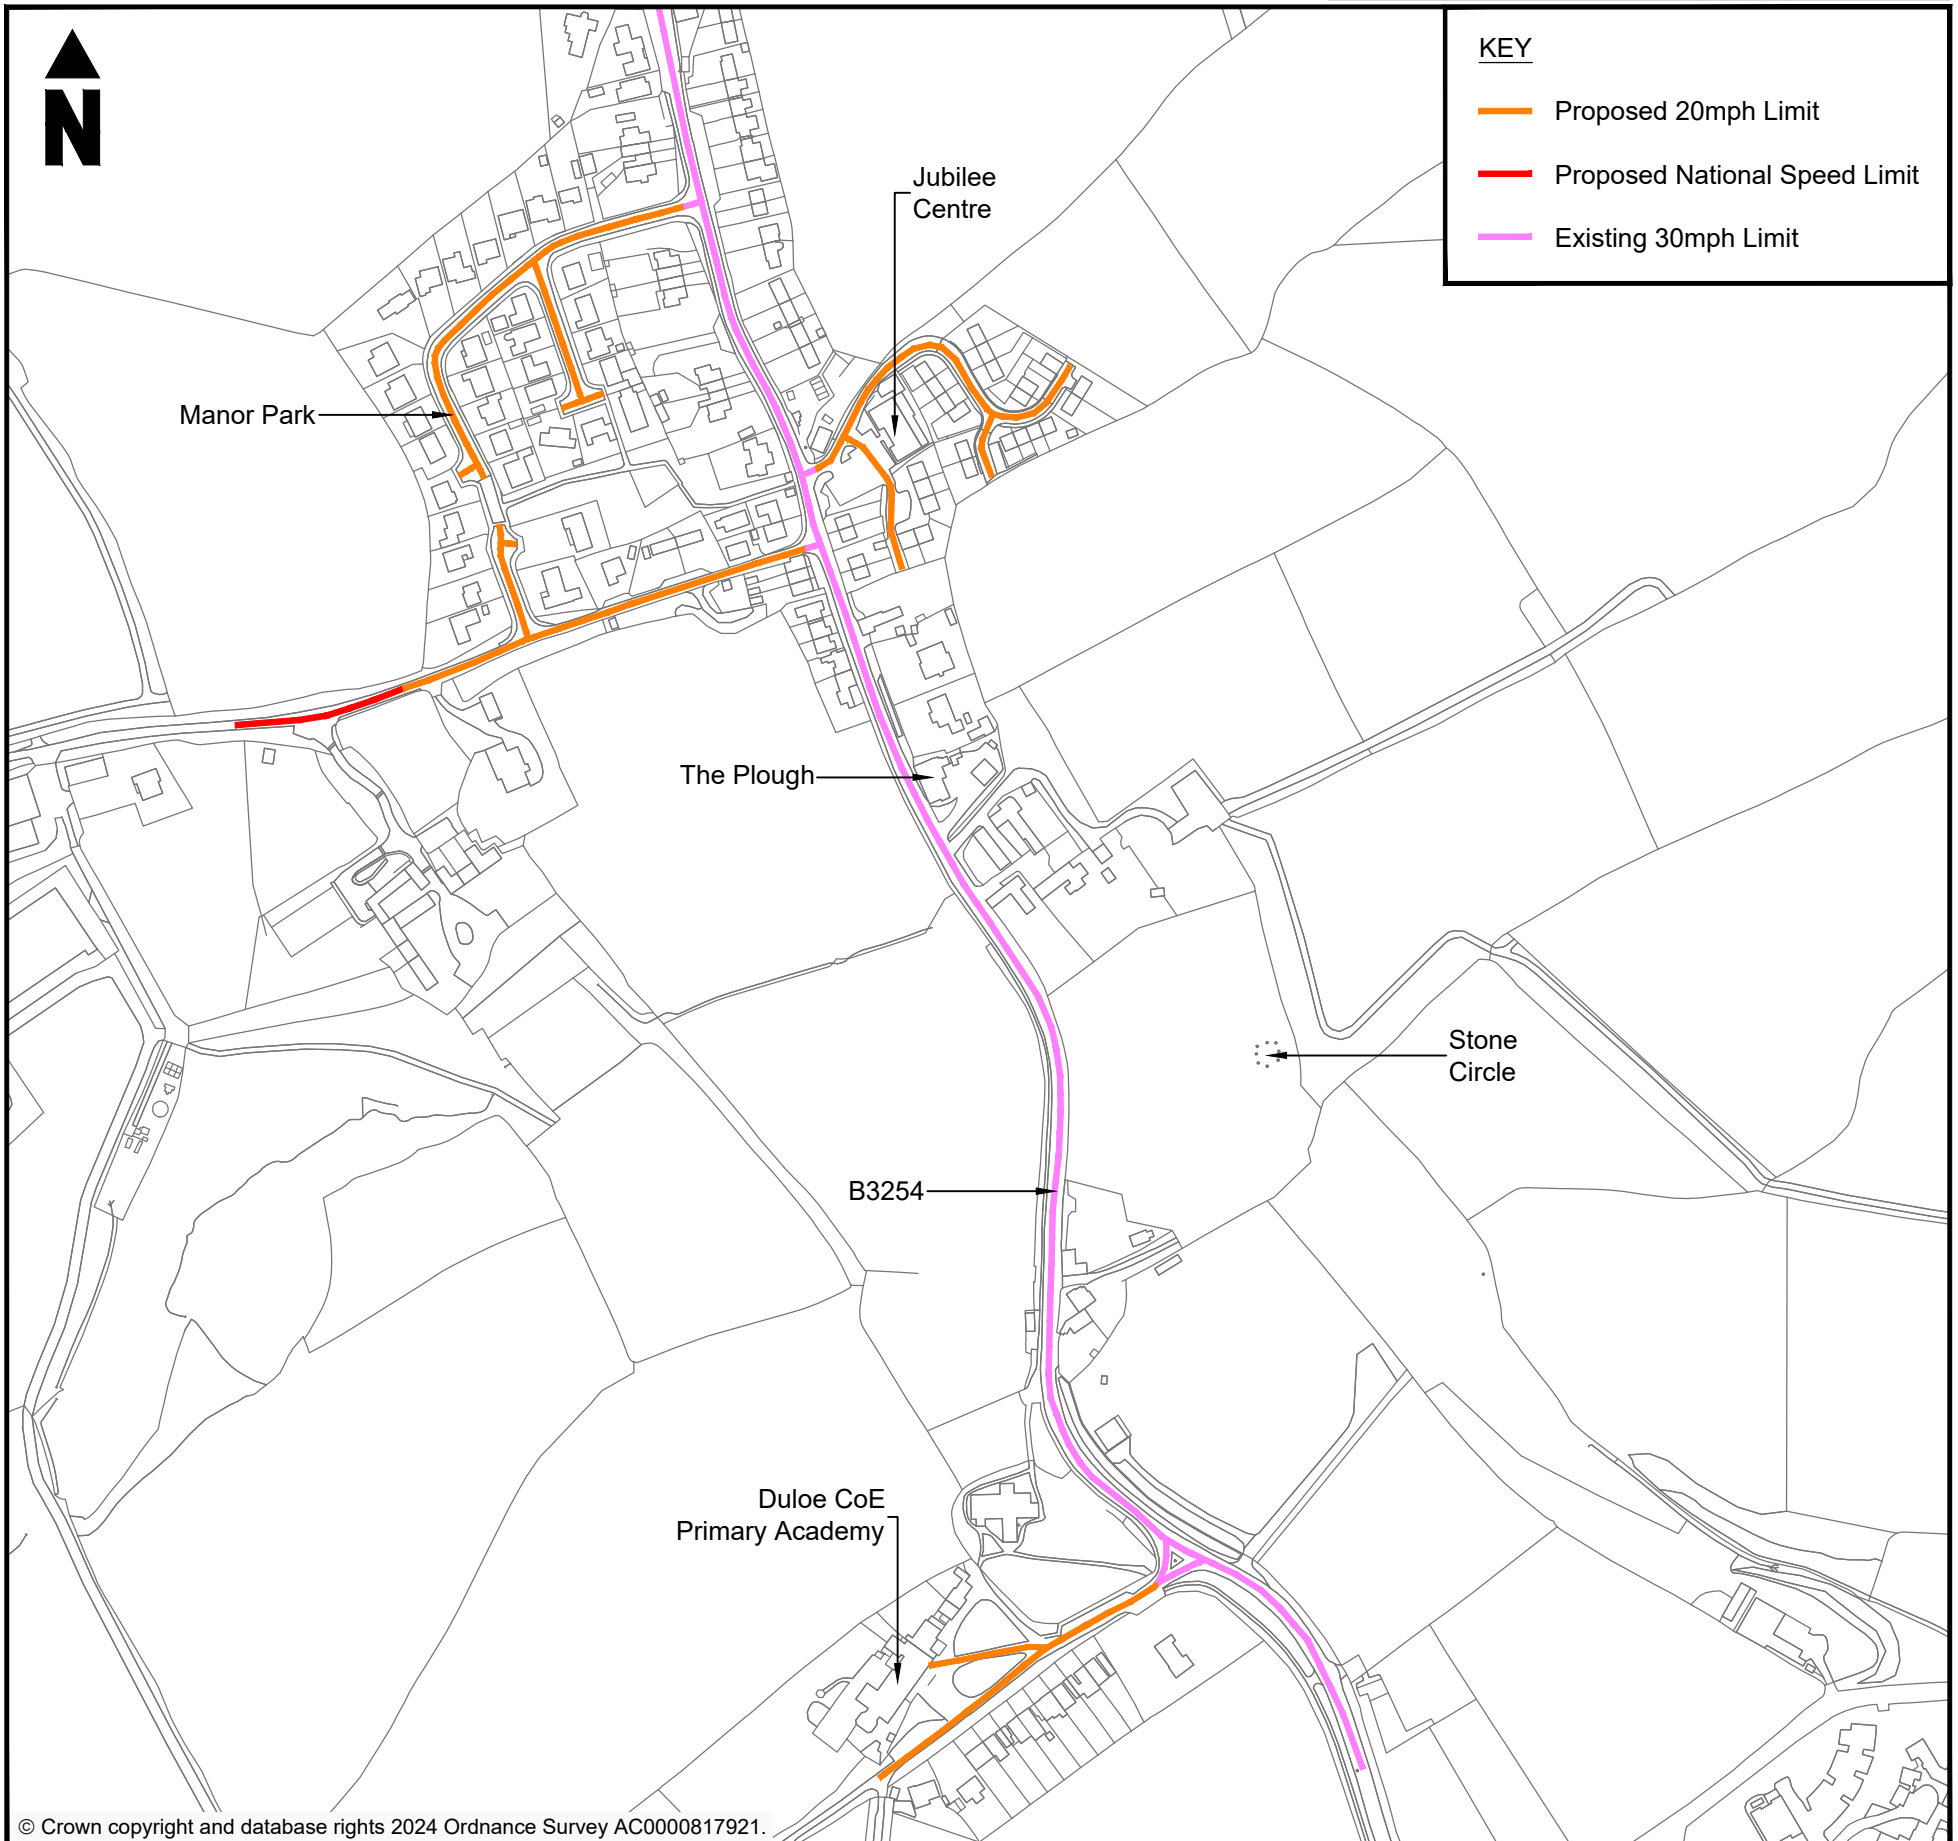 N
KEY
Proposed 20mph Limit
Proposed National Speed Limit
Existing 30mph Limit
Jubilee
Centre
Manor Park
The Plough
Stone
Circle
B3254
Duloe CoE
Primary Academy
© Crown copyright and database rights 2024 Ordnance Survey AC0000817921.